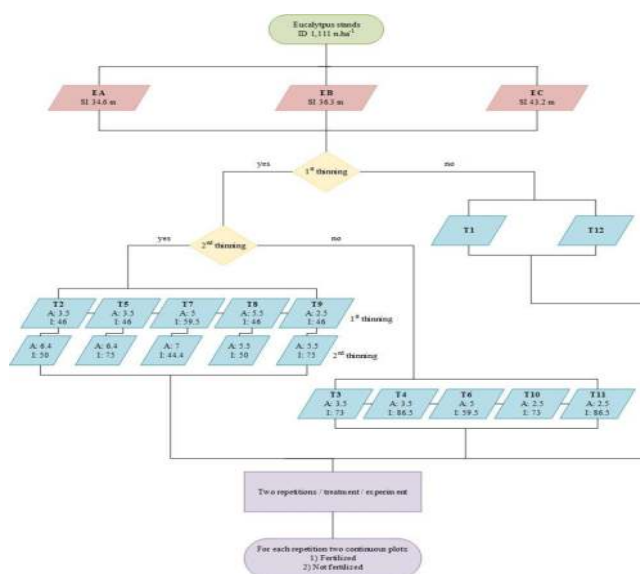 Eucalytpus stands
ID 1,111 n.ha⁻¹
EA
SI 34.6 m
EB
SI 36.3 m
EC
SI 43.2 m
yes
1st thinning
no
T1
T12
yes
2nd thinning
no
T2
A: 3.5
I: 46
T5
A: 3.5
I: 46
T7
A: 5
I: 59.5
T8
A: 5.5
I: 46
T9
A: 2.5
I: 46
1st thinning
A: 6.4
I: 50
A: 6.4
I: 75
A: 7
I: 44.4
A: 5.5
I: 50
A: 5.5
I: 75
2nd thinning
T3
A: 3.5
I: 73
T4
A: 3.5
I: 86.5
T6
A: 5
I: 59.5
T10
A: 2.5
I: 73
T11
A: 2.5
I: 86.5
Two repetitions / treatment / experiment
For each repetition two continuous plots:
1) Fertilized
2) Not fertilized